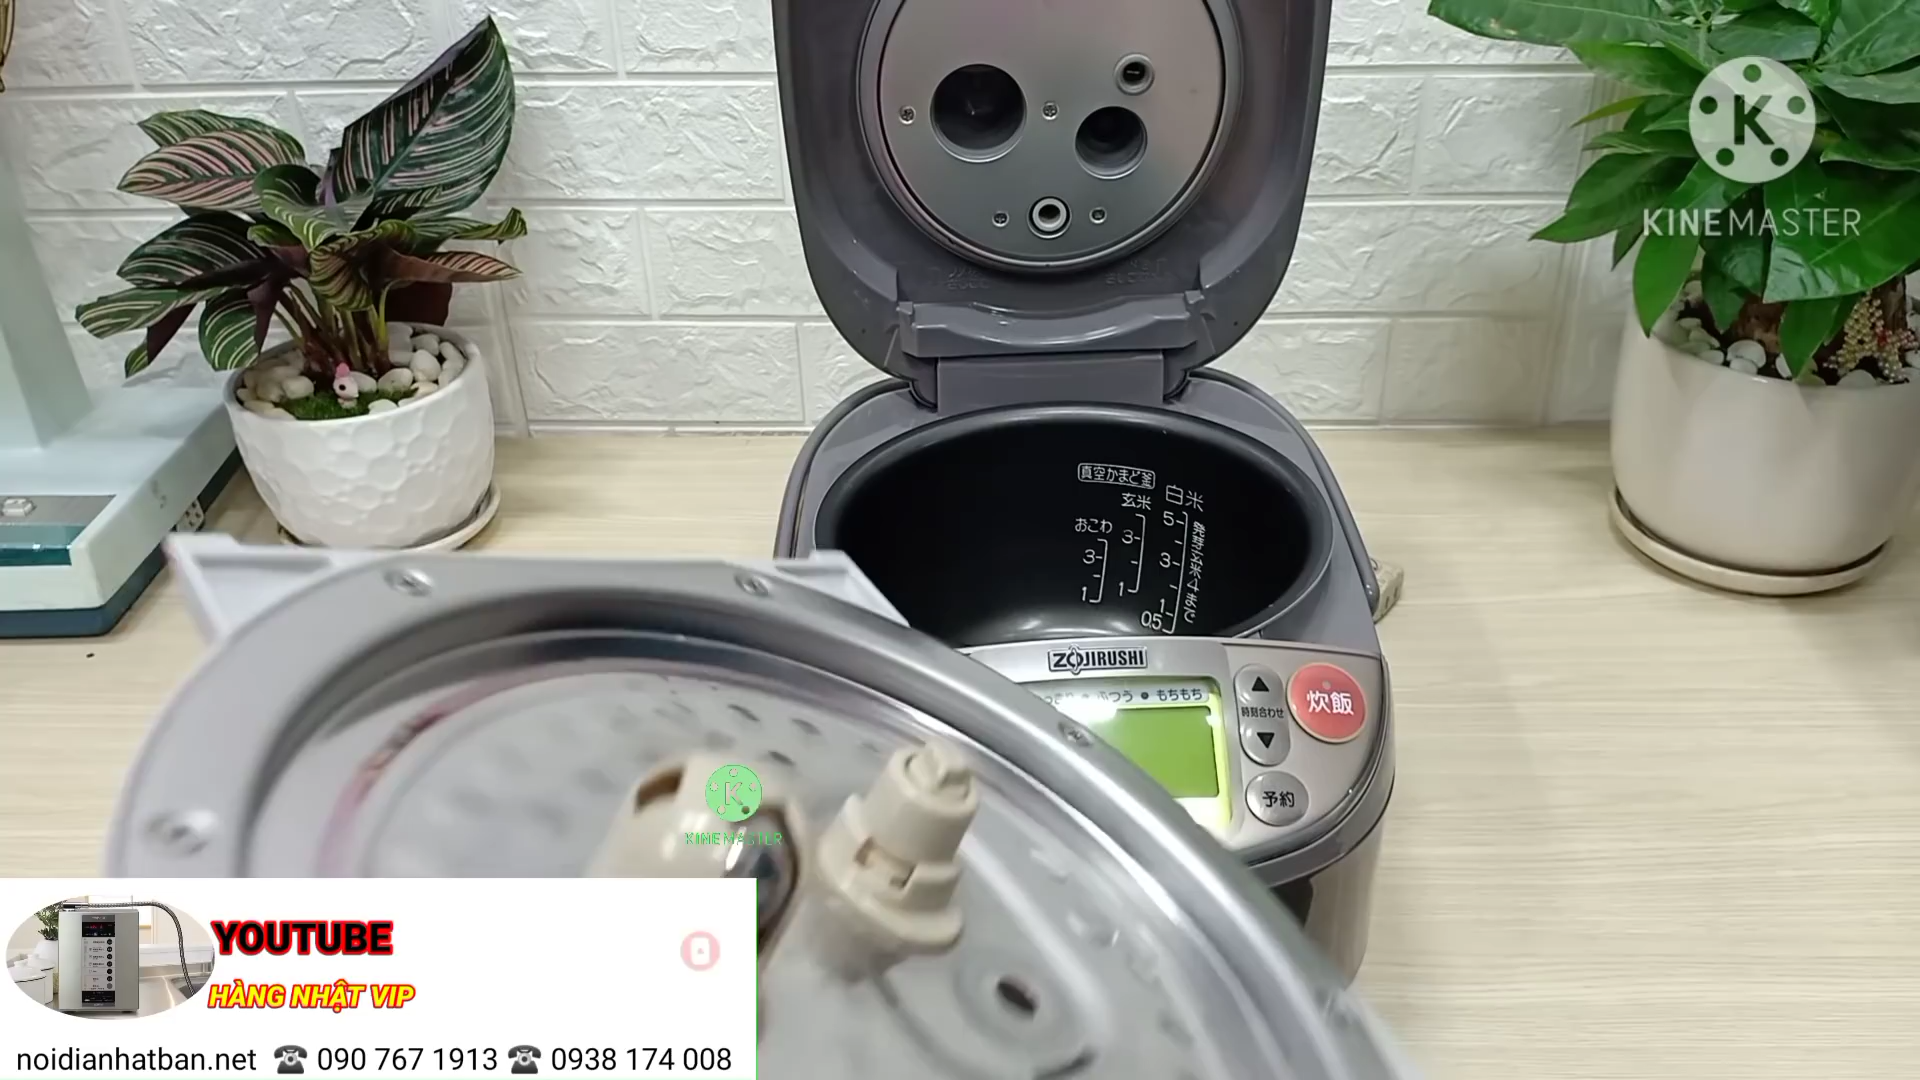 KINEMASTER
真空かまど釜
玄米
白米
おこわ
5
3
3
3
1
1
1
0.5
ZOJIRUSHI
ふつう ● もちもち
時刻合わせ
炊飯
予約
KINEMASTER
YOUTUBE
HÀNG NHẬT VIP
noidianhatban.net ☎ 090 767 1913 ☎ 0938 174 008